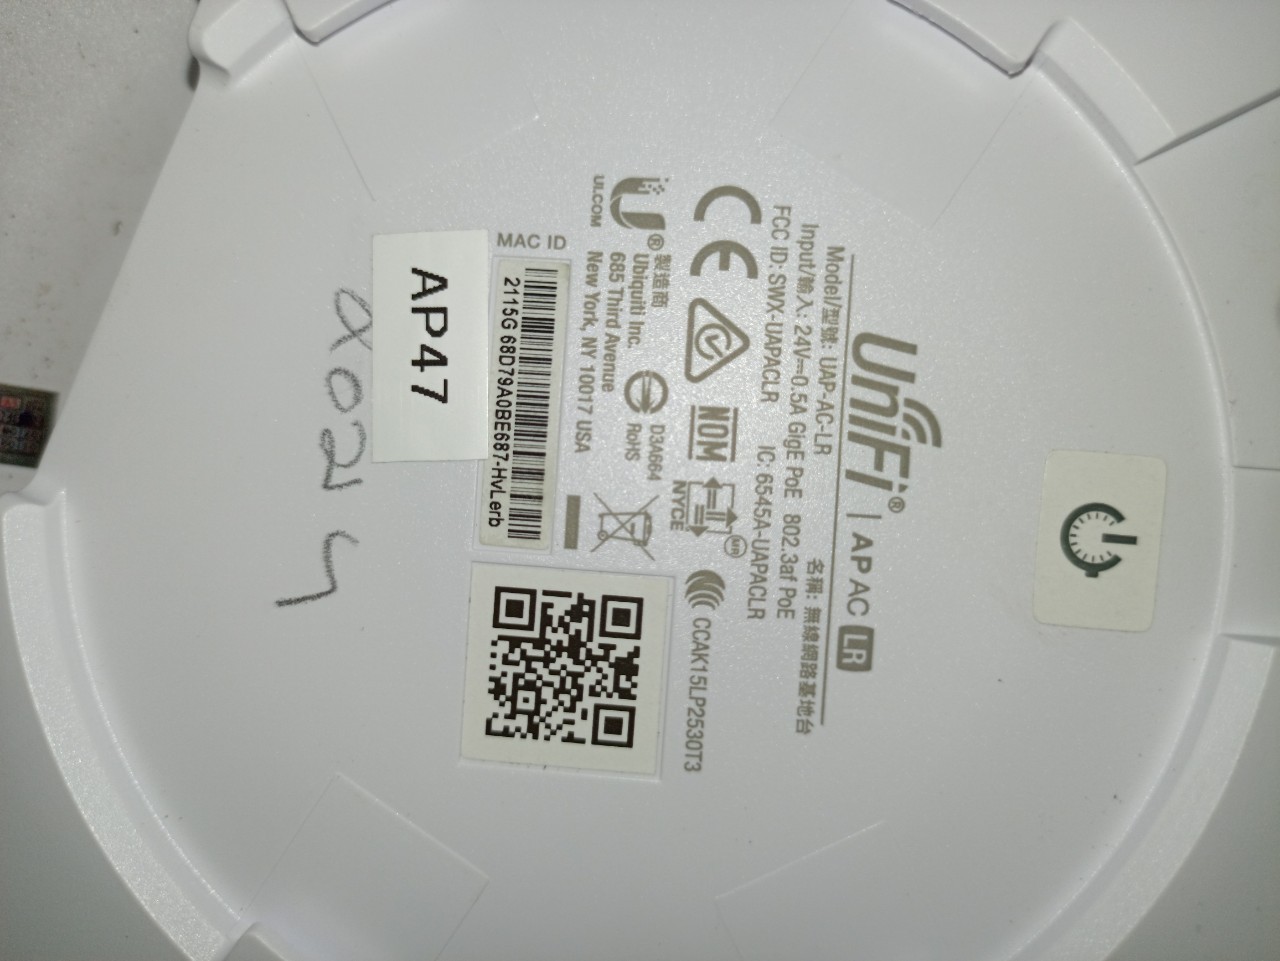 UniFi® | AP AC LR
Model/型號: UAP-AC-LR 名稱: 無線網路基地台
Input/輸入: 24V⎓0.5A GigE PoE 802.3af PoE
FCC ID: SWX-UAPACLR IC: 6545A-UAPACLR
CE NOM NYCE CCAK15LP2530T3
U®
UI.COM
製造商
Ubiquiti Inc.
685 Third Avenue
New York, NY 10017 USA
D3A664
RoHS
MAC ID
2115G 68D79A0BE687-HvLerb
AP47